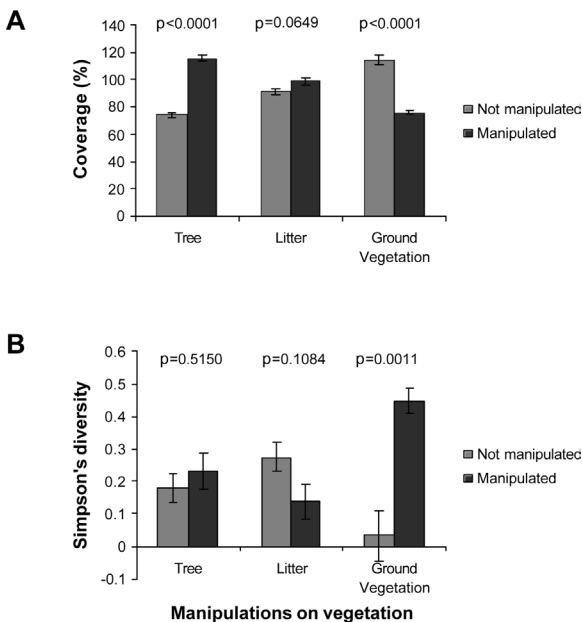 A
p<0.0001 p=0.0649 p<0.0001
Coverage (%)
140
120
100
80
60
40
20
0
Tree Litter Ground
Vegetation
Not manipulated
Manipulated
B
p=0.5150 p=0.1084 p=0.0011
Simpson's diversity
0.6
0.5
0.4
0.3
0.2
0.1
0
-0.1
Tree Litter Ground
Vegetation
Not manipulated
Manipulated
Manipulations on vegetation